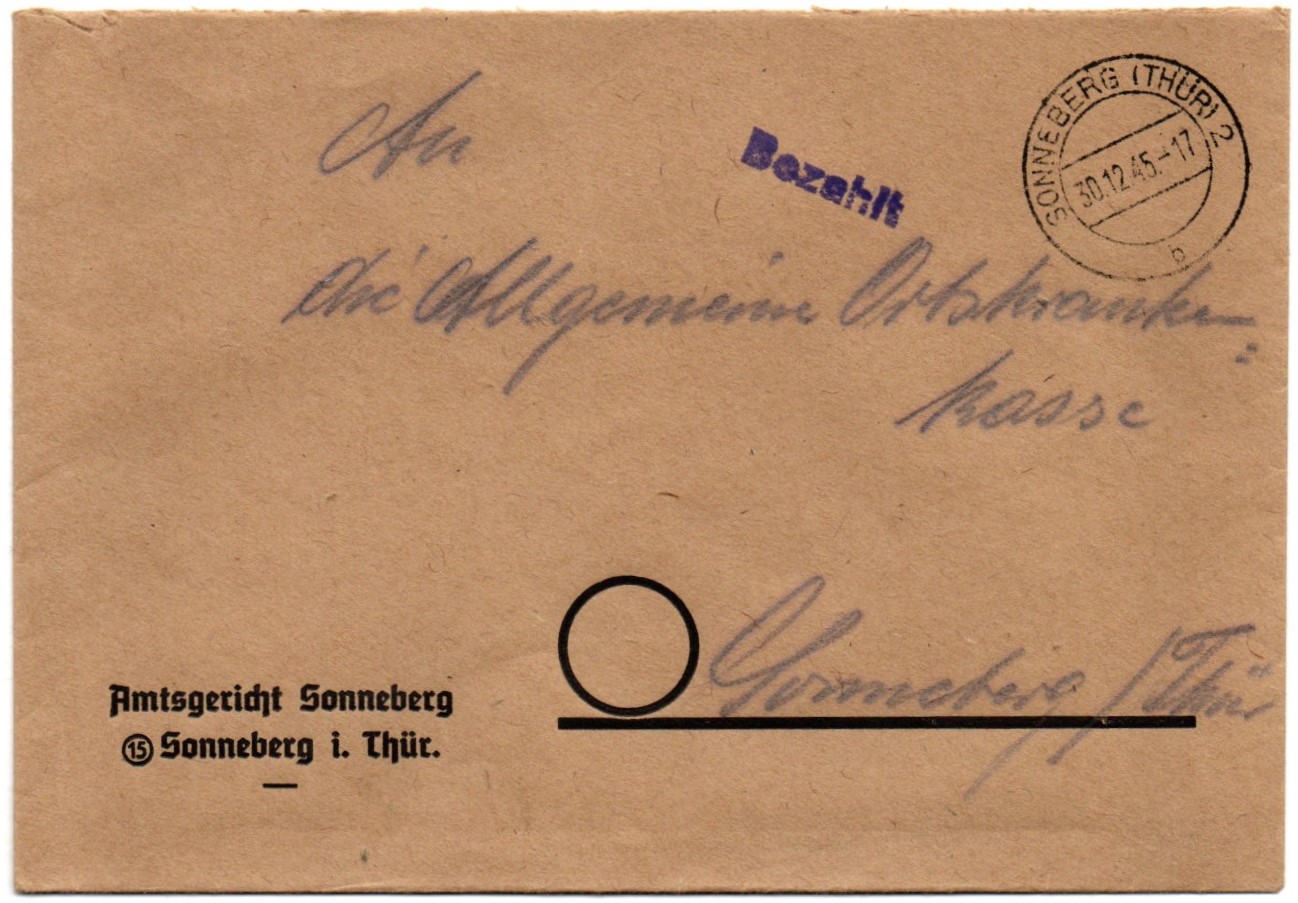 An
Bezahlt
SONNEBERG (THÜR) 2
30.12.45.-17
b
die Allgemeine Ortskranken=
kasse
Sonneberg / Thür
Amtsgericht Sonneberg
15 Sonneberg i. Thür.